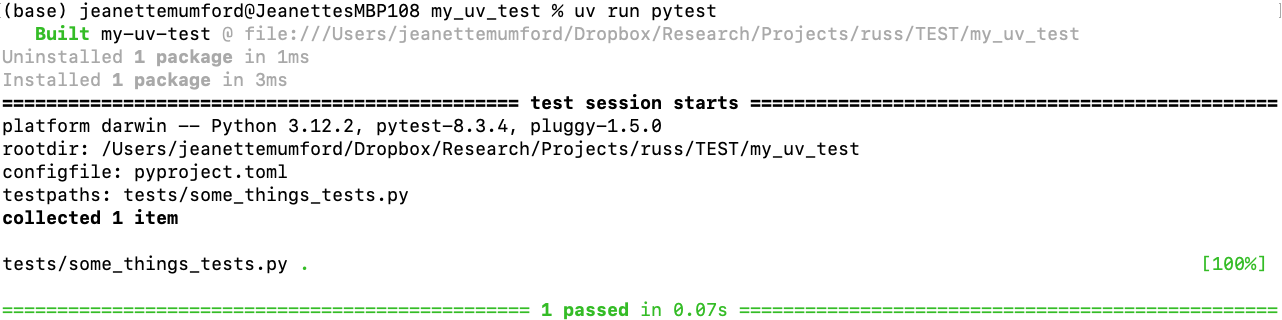 (base) jeanettemumford@JeanettesMBP108 my_uv_test % uv run pytest
Built my-uv-test @ file:///Users/jeanettemumford/Dropbox/Research/Projects/russ/TEST/my_uv_test
Uninstalled 1 package in 1ms
Installed 1 package in 3ms
=============================================== test session starts ================================================
platform darwin -- Python 3.12.2, pytest-8.3.4, pluggy-1.5.0
rootdir: /Users/jeanettemumford/Dropbox/Research/Projects/russ/TEST/my_uv_test
configfile: pyproject.toml
testpaths: tests/some_things_tests.py
collected 1 item
tests/some_things_tests.py . [100%]
================================================ 1 passed in 0.07s =================================================